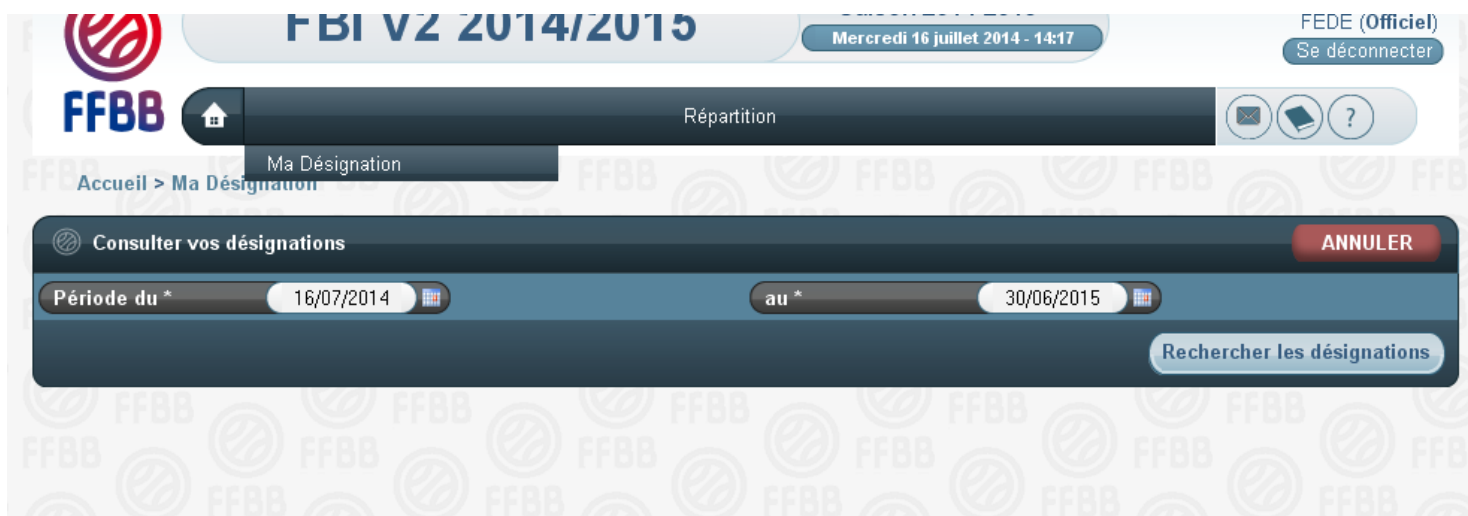 FBI V2 2014/2015
Mercredi 16 juillet 2014 - 14:17
FEDE (Officiel)
Se déconnecter
FFBB
Répartition
?
Ma Désignation
Accueil > Ma Désignation
Consulter vos désignations
ANNULER
Période du * 16/07/2014
au * 30/06/2015
Rechercher les désignations